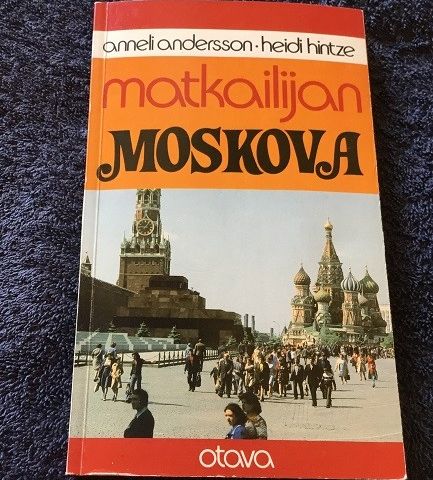 anneli andersson • heidi hintze
matkailijan
MOSKOVA
otava